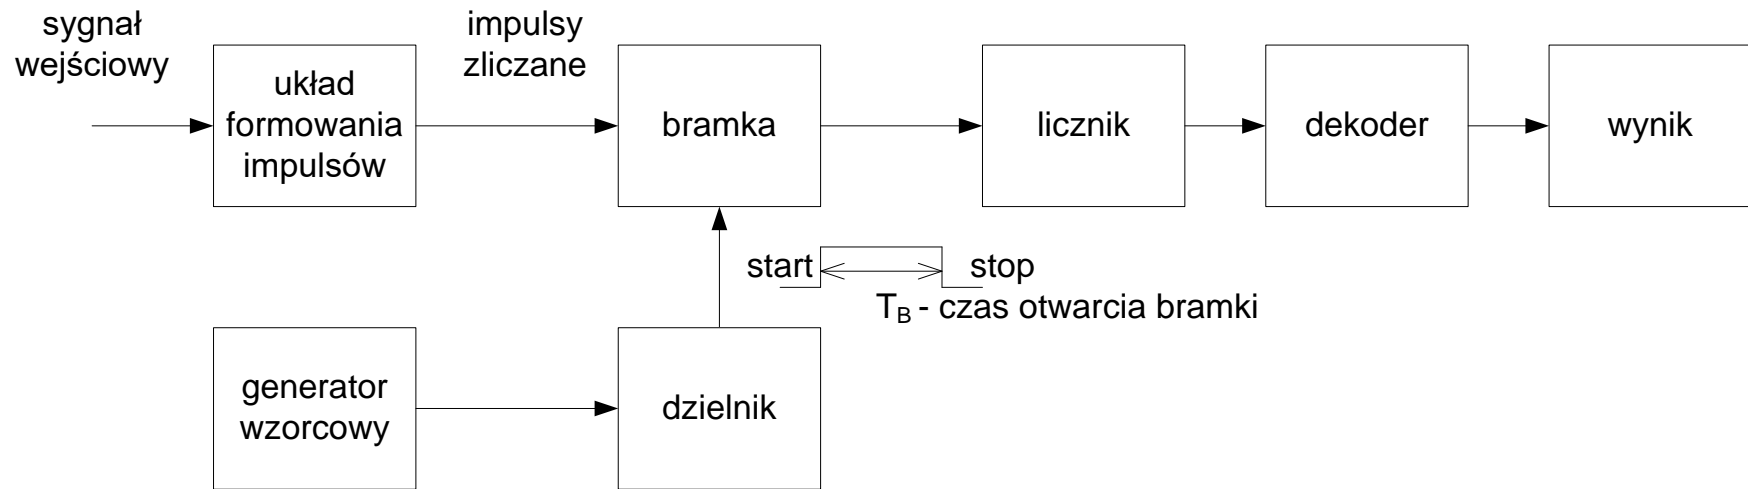 sygnał
wejściowy
układ
formowania
impulsów
impulsy
zliczane
bramka
licznik
dekoder
wynik
start
stop
T_B - czas otwarcia bramki
generator
wzorcowy
dzielnik